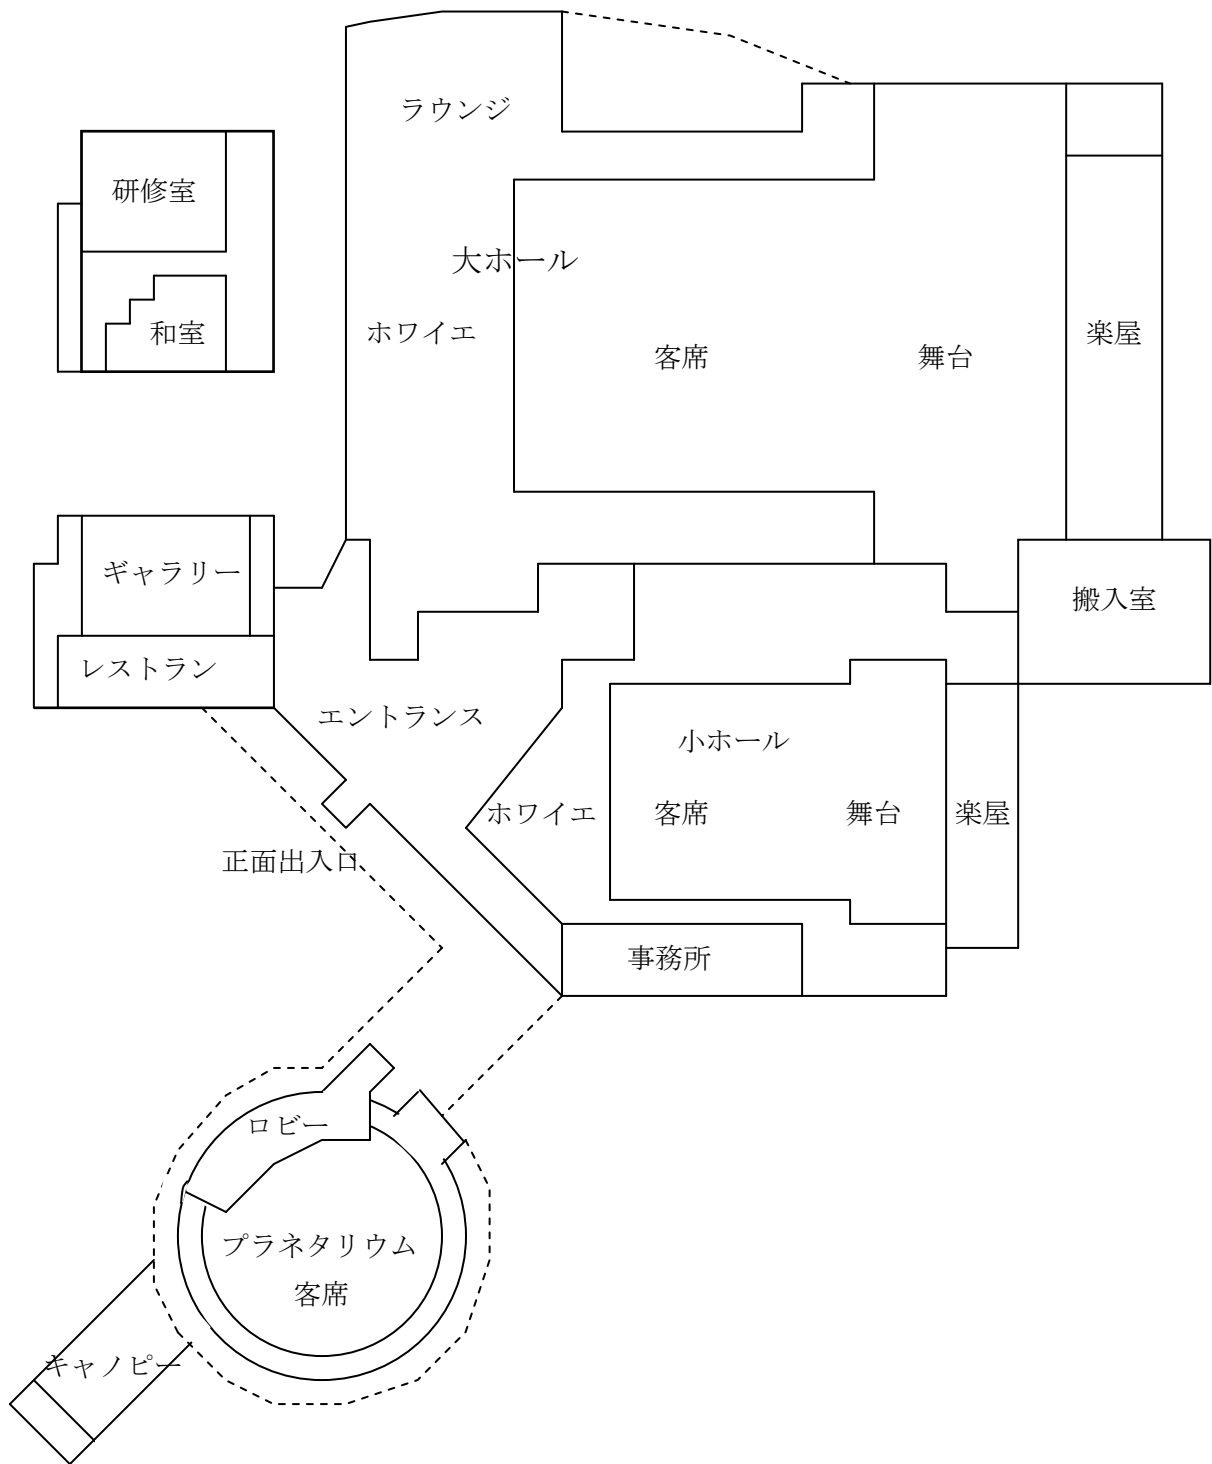 ラウンジ
研修室
大ホール
和室
ホワイエ
客席
舞台
楽屋
ギャラリー
搬入室
レストラン
エントランス
小ホール
ホワイエ
客席
舞台
楽屋
正面出入口
事務所
ロビー
プラネタリウム
客席
キャノピー